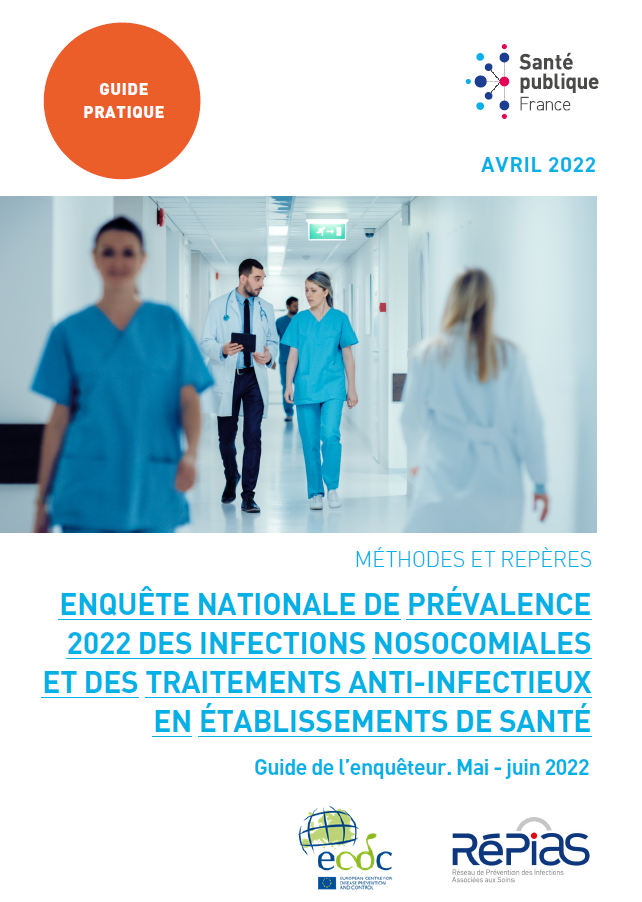 GUIDE
PRATIQUE
Santé
publique
France
AVRIL 2022
MÉTHODES ET REPÈRES
ENQUÊTE NATIONALE DE PRÉVALENCE
2022 DES INFECTIONS NOSOCOMIALES
ET DES TRAITEMENTS ANTI-INFECTIEUX
EN ÉTABLISSEMENTS DE SANTÉ
Guide de l’enquêteur. Mai - juin 2022
ecdc
EUROPEAN CENTRE FOR
DISEASE PREVENTION
AND CONTROL
RéPIAS
Réseau de Prévention des Infections
Associées aux Soins